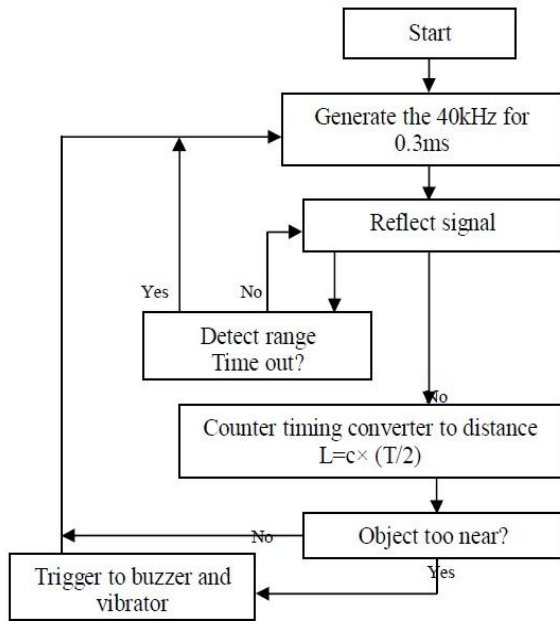 Start
Generate the 40kHz for
0.3ms
Reflect signal
Yes
No
Detect range
Time out?
No
Counter timing converter to distance
L=c× (T/2)
No
Object too near?
Yes
Trigger to buzzer and
vibrator